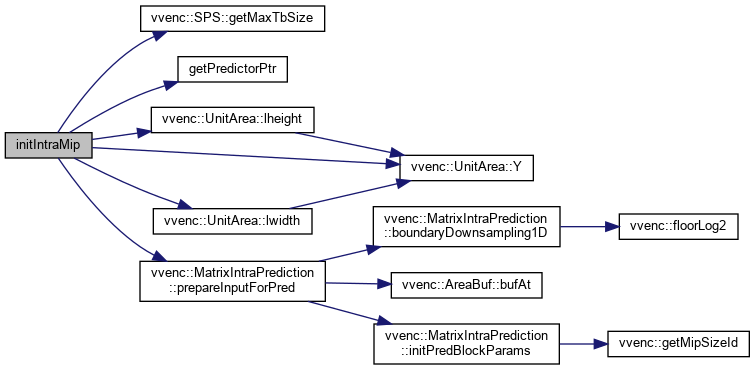 vvenc::SPS::getMaxTbSize
getPredictorPtr
vvenc::UnitArea::lheight
initIntraMip
vvenc::UnitArea::Y
vvenc::UnitArea::lwidth
vvenc::MatrixIntraPrediction
::boundaryDownsampling1D
vvenc::floorLog2
vvenc::MatrixIntraPrediction
::prepareInputForPred
vvenc::AreaBuf::bufAt
vvenc::MatrixIntraPrediction
::initPredBlockParams
vvenc::getMipSizeId